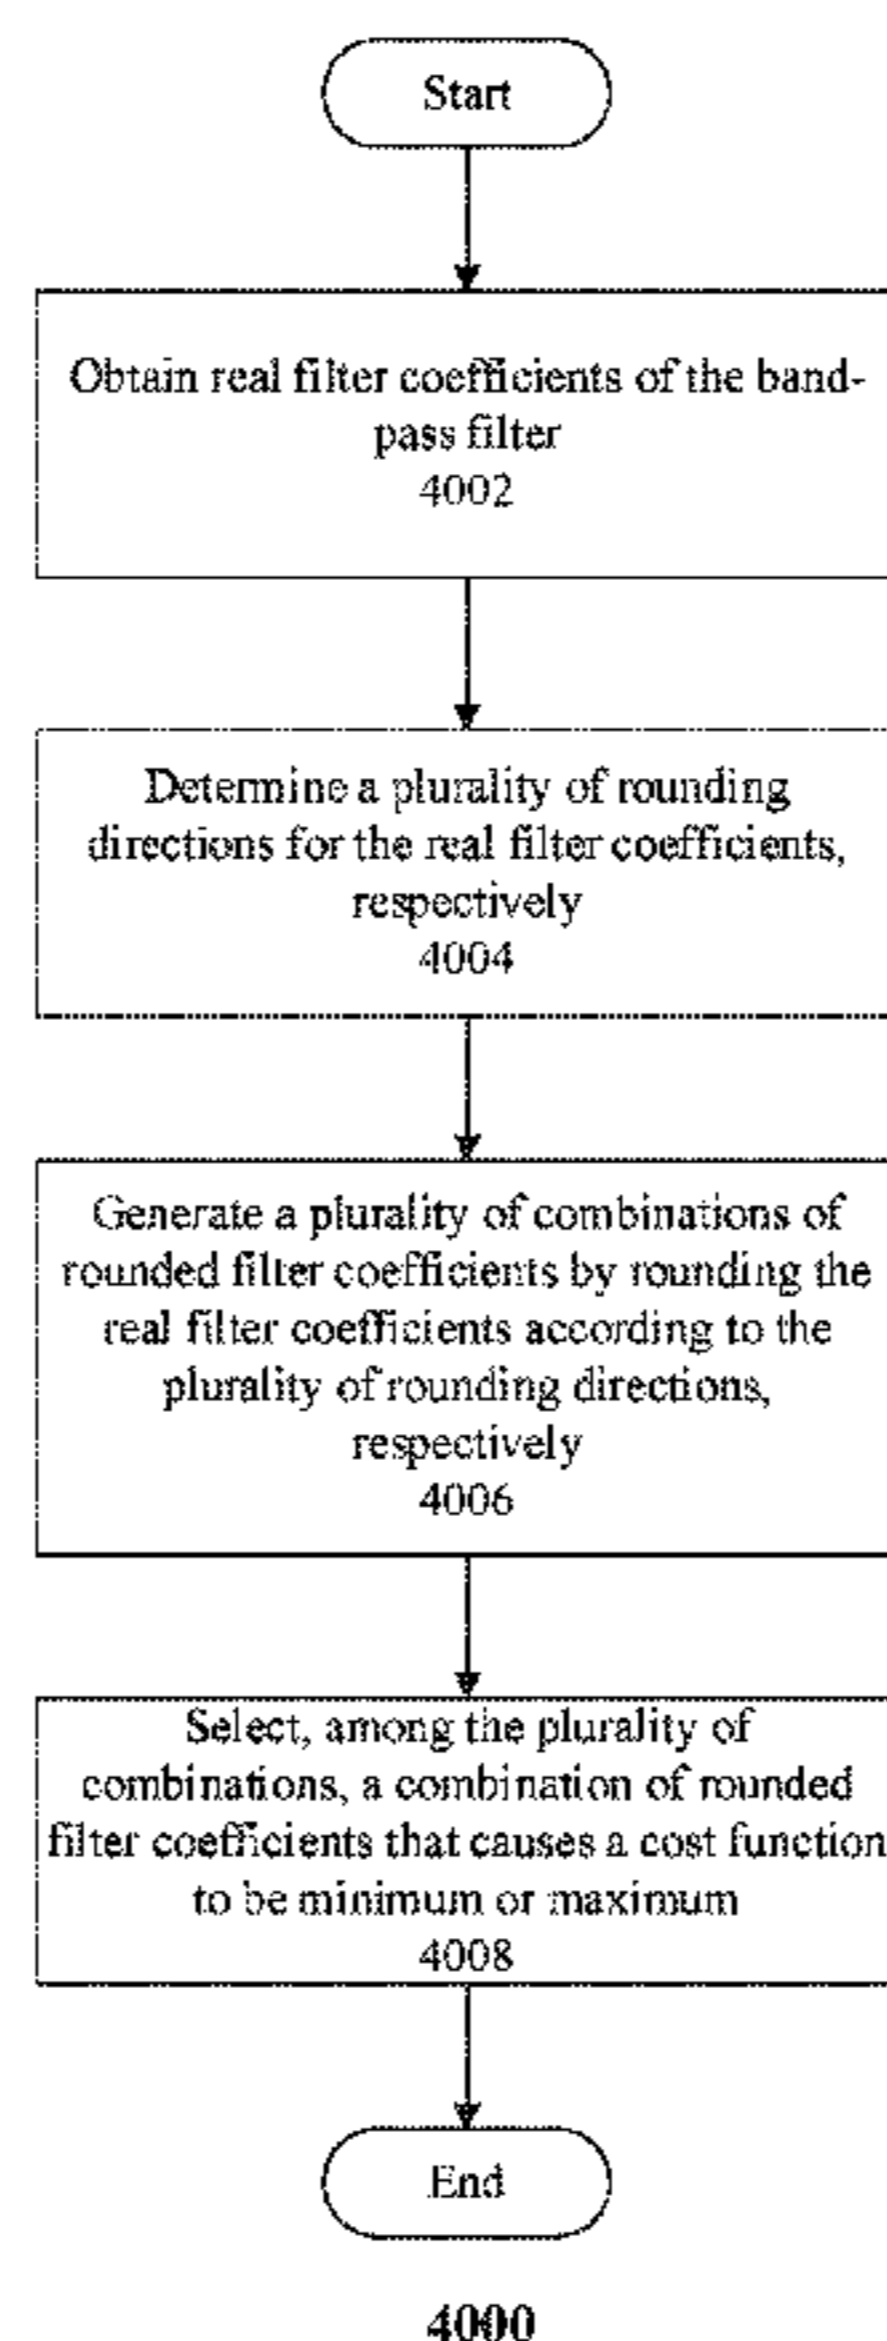 Start
Obtain real filter coefficients of the band-
pass filter
4002
Determine a plurality of rounding
directions for the real filter coefficients,
respectively
4004
Generate a plurality of combinations of
rounded filter coefficients by rounding the
real filter coefficients according to the
plurality of rounding directions,
respectively
4006
Select, among the plurality of
combinations, a combination of rounded
filter coefficients that causes a cost function
to be minimum or maximum
4008
End
4000